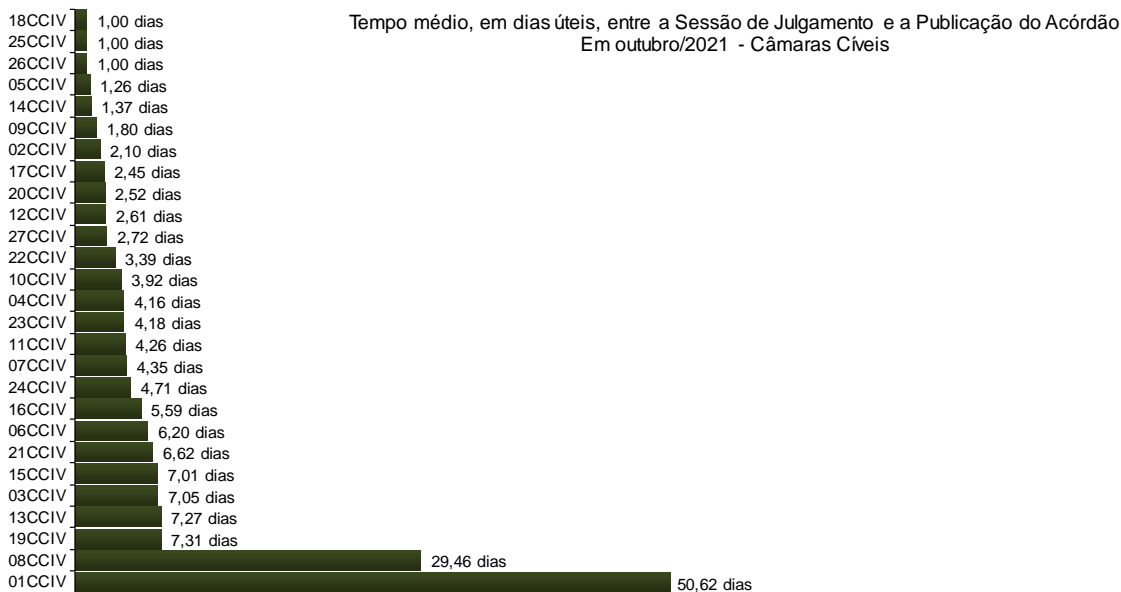 Tempo médio, em dias úteis, entre a Sessão de Julgamento e a Publicação do Acórdão
Em outubro/2021 - Câmaras Cíveis
18CCIV 1,00 dias
25CCIV 1,00 dias
26CCIV 1,00 dias
05CCIV 1,26 dias
14CCIV 1,37 dias
09CCIV 1,80 dias
02CCIV 2,10 dias
17CCIV 2,45 dias
20CCIV 2,52 dias
12CCIV 2,61 dias
27CCIV 2,72 dias
22CCIV 3,39 dias
10CCIV 3,92 dias
04CCIV 4,16 dias
23CCIV 4,18 dias
11CCIV 4,26 dias
07CCIV 4,35 dias
24CCIV 4,71 dias
16CCIV 5,59 dias
06CCIV 6,20 dias
21CCIV 6,62 dias
15CCIV 7,01 dias
03CCIV 7,05 dias
13CCIV 7,27 dias
19CCIV 7,31 dias
08CCIV 29,46 dias
01CCIV 50,62 dias